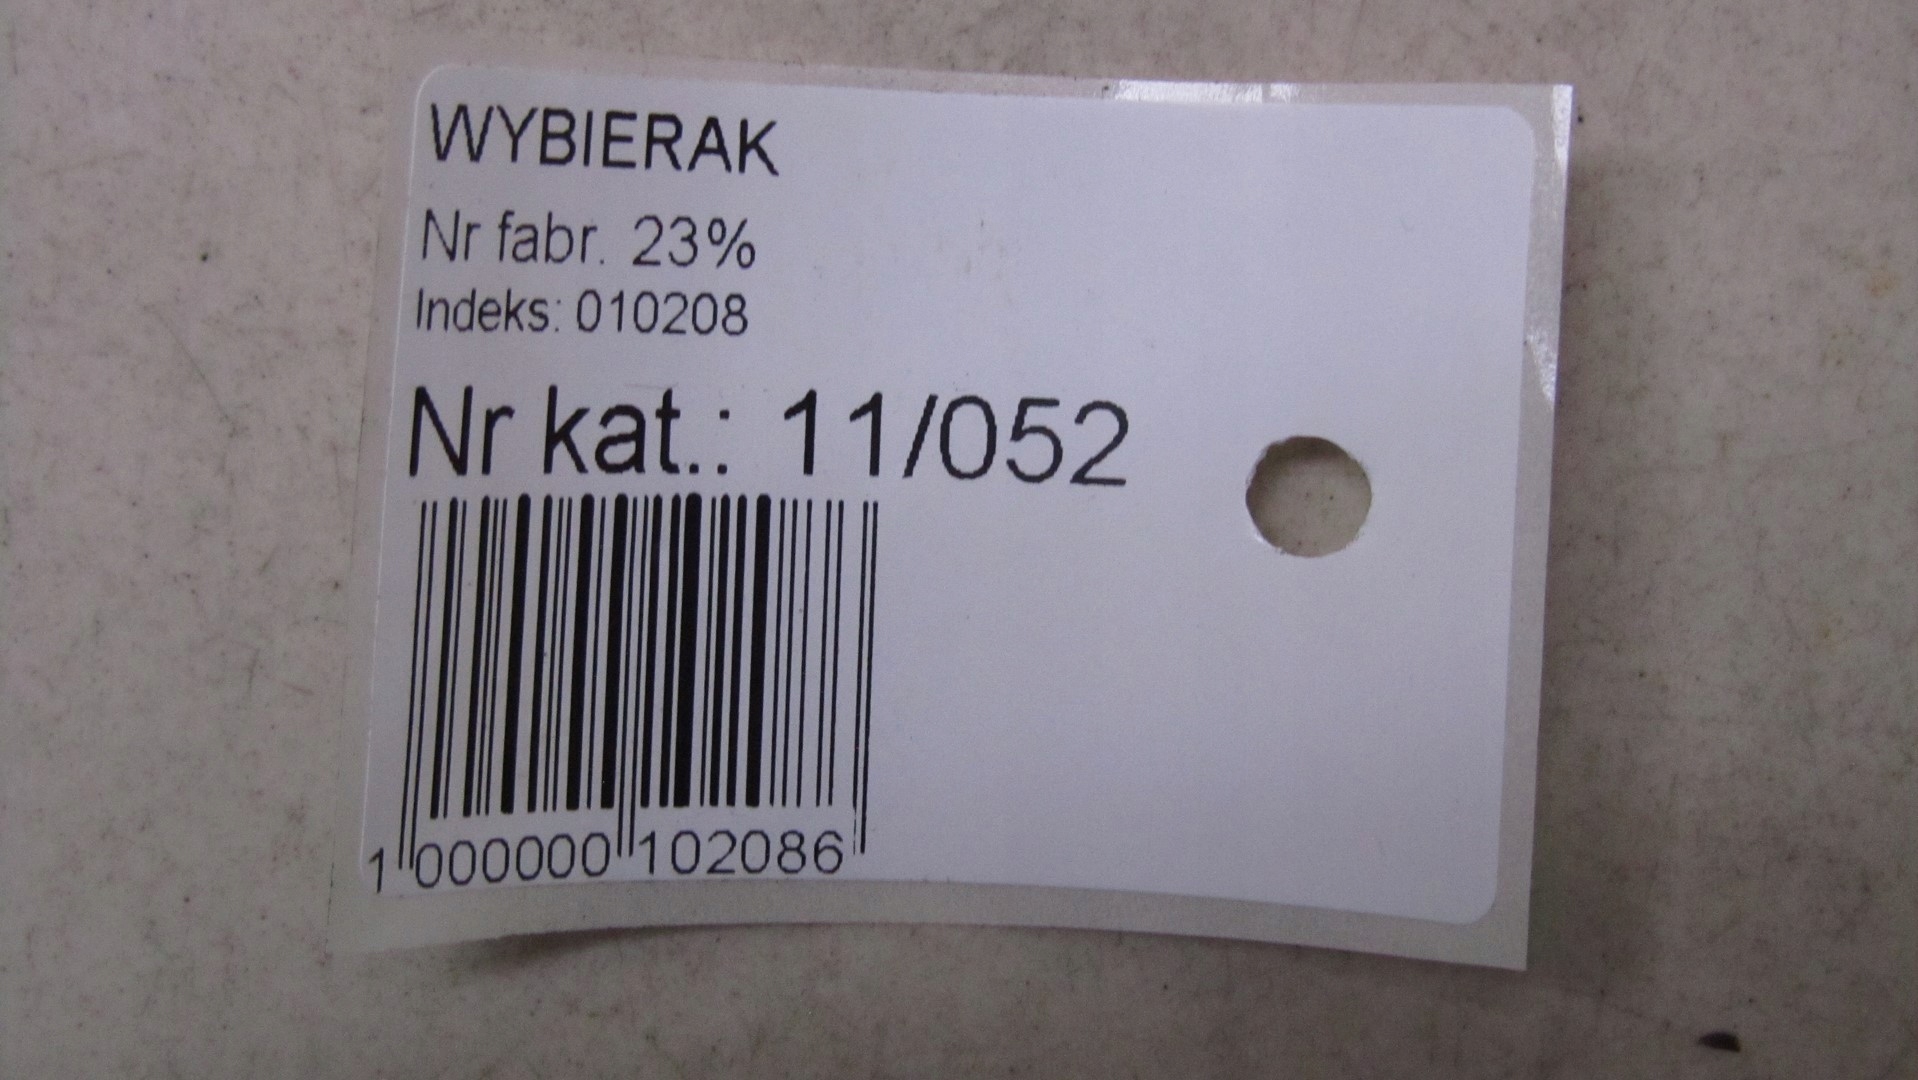 WYBIERAK
Nr fabr. 23%
Indeks: 010208
Nr kat.: 11/052
1 000000 102086